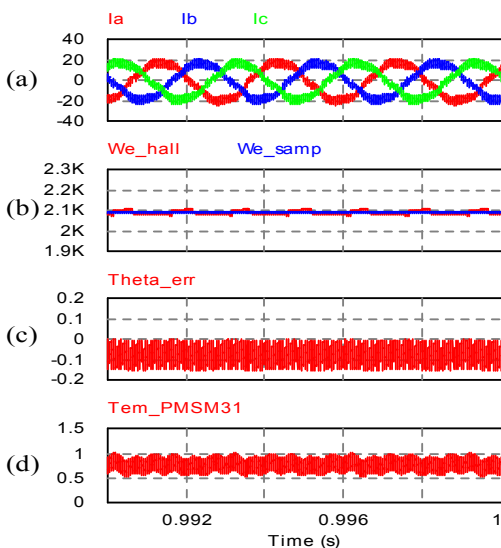 Ia Ib Ic
40
20
(a) 0
-20
-40
We_hall We_samp
2.3K
2.2K
(b) 2.1K
2K
1.9K
Theta_err
0.2
0.1
(c) 0
-0.1
-0.2
Tem_PMSM31
1.5
(d) 1
0.5
0
0.992 0.996 1
Time (s)